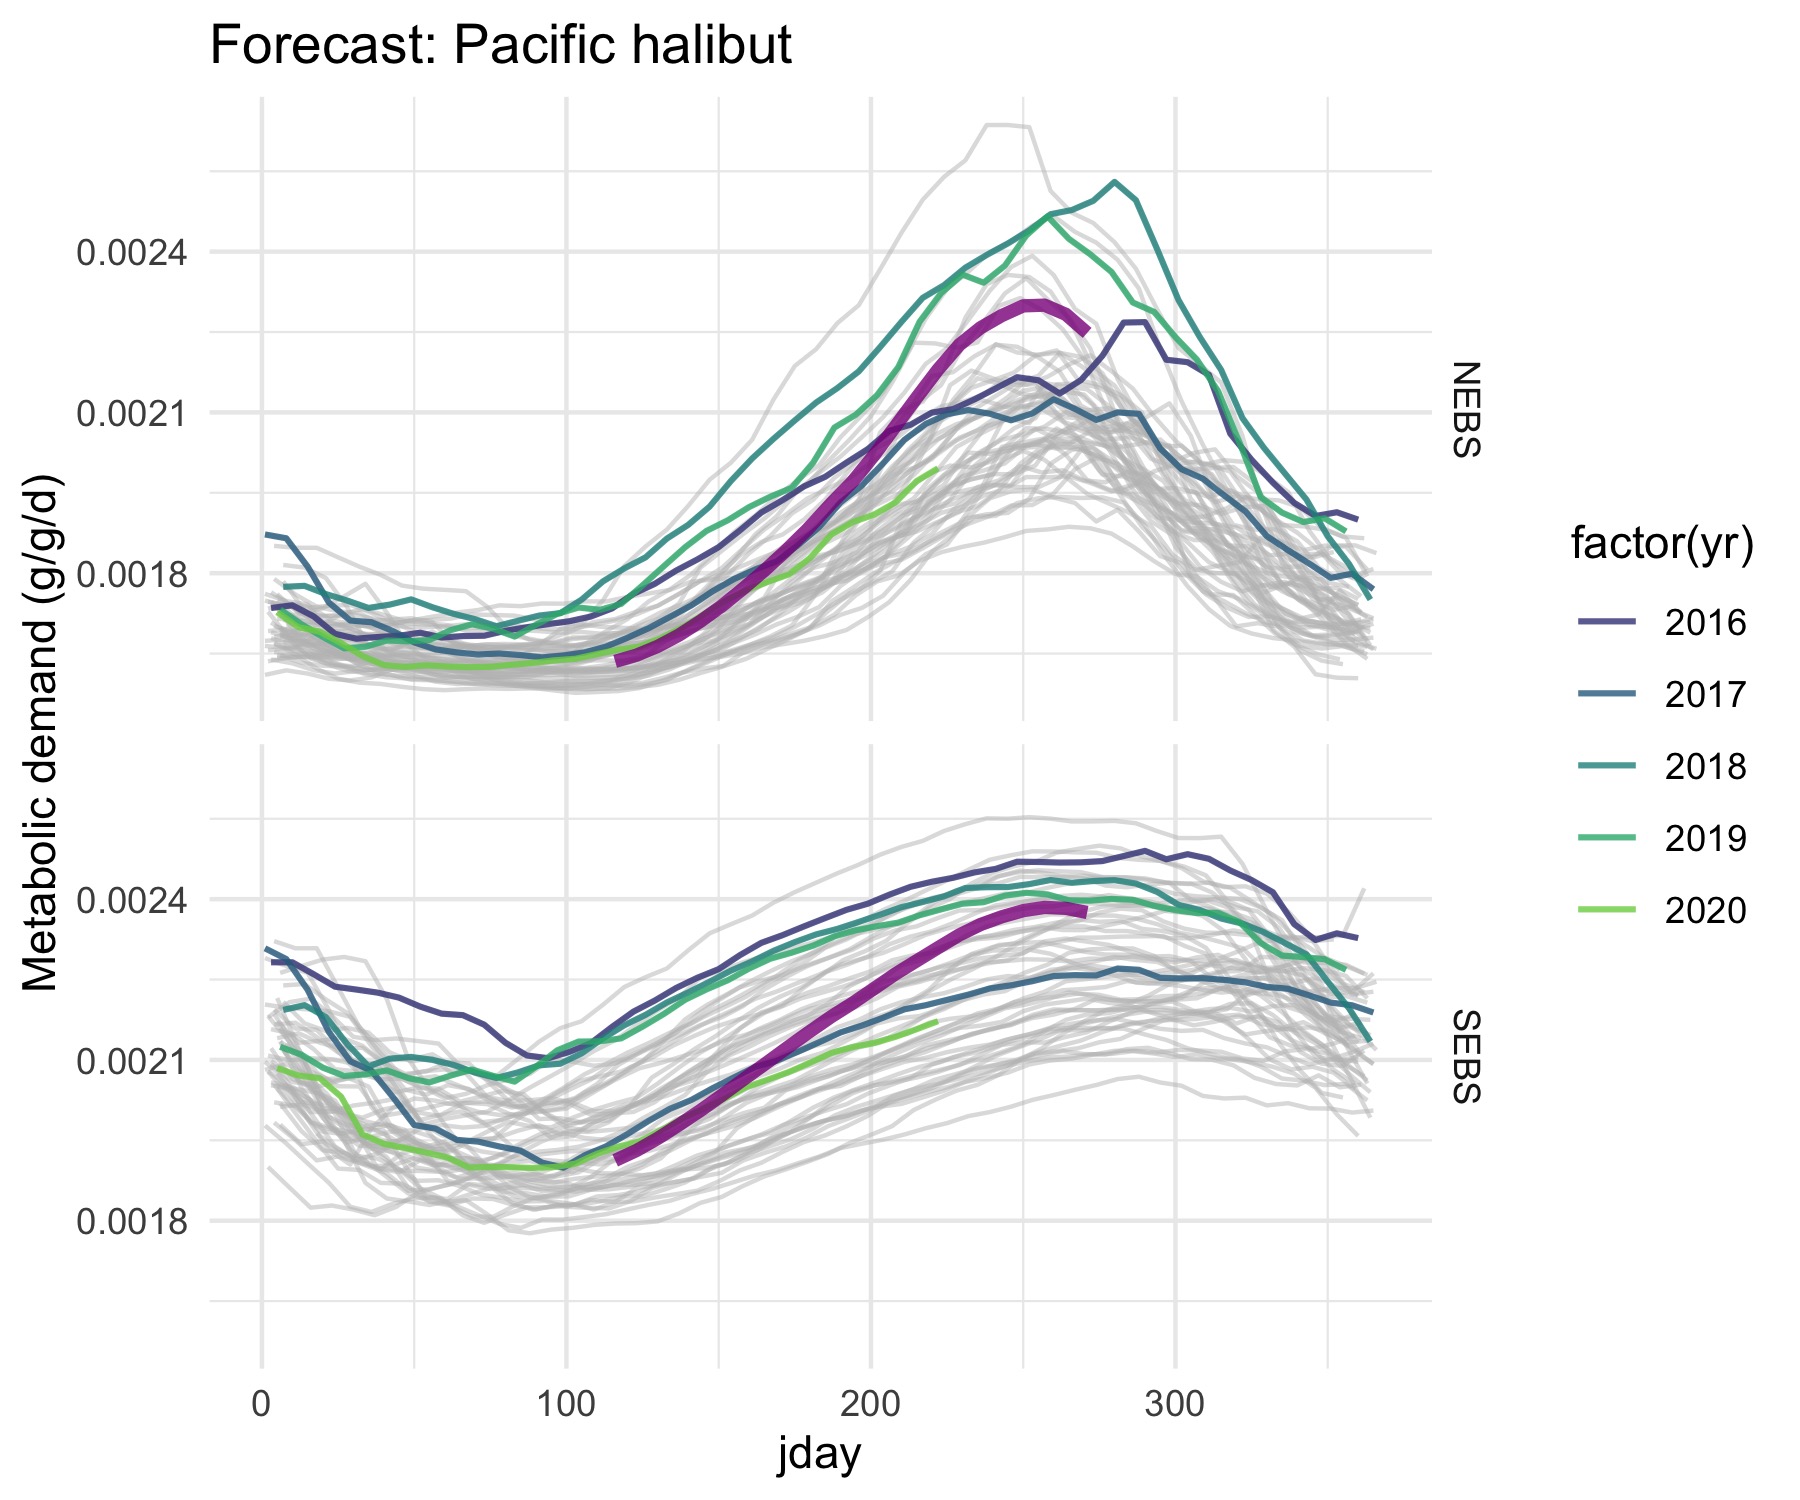 Forecast: Pacific halibut
Metabolic demand (g/g/d)
0.0024
0.0021
0.0018
NEBS
0.0024
0.0021
0.0018
SEBS
0
100
200
300
jday
factor(yr)
2016
2017
2018
2019
2020